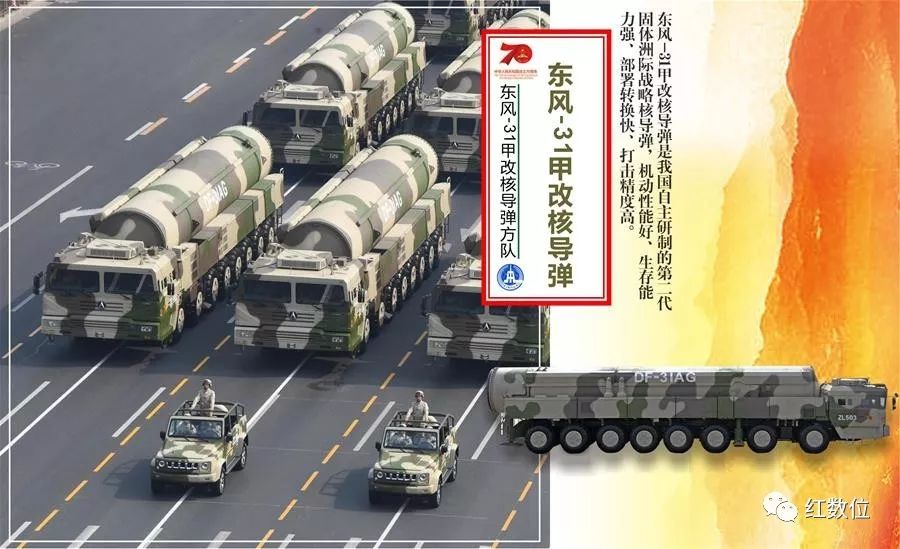 东风-31甲改核导弹是我国自主研制的第二代
固体洲际战略核导弹，机动性能好、生存能
力强、部署转换快、打击精度高。
东风-31甲改核导弹
70
东风-31甲改核导弹方队
DF-31AG
DF-31AG
DF-31AG
ZL503
红数位